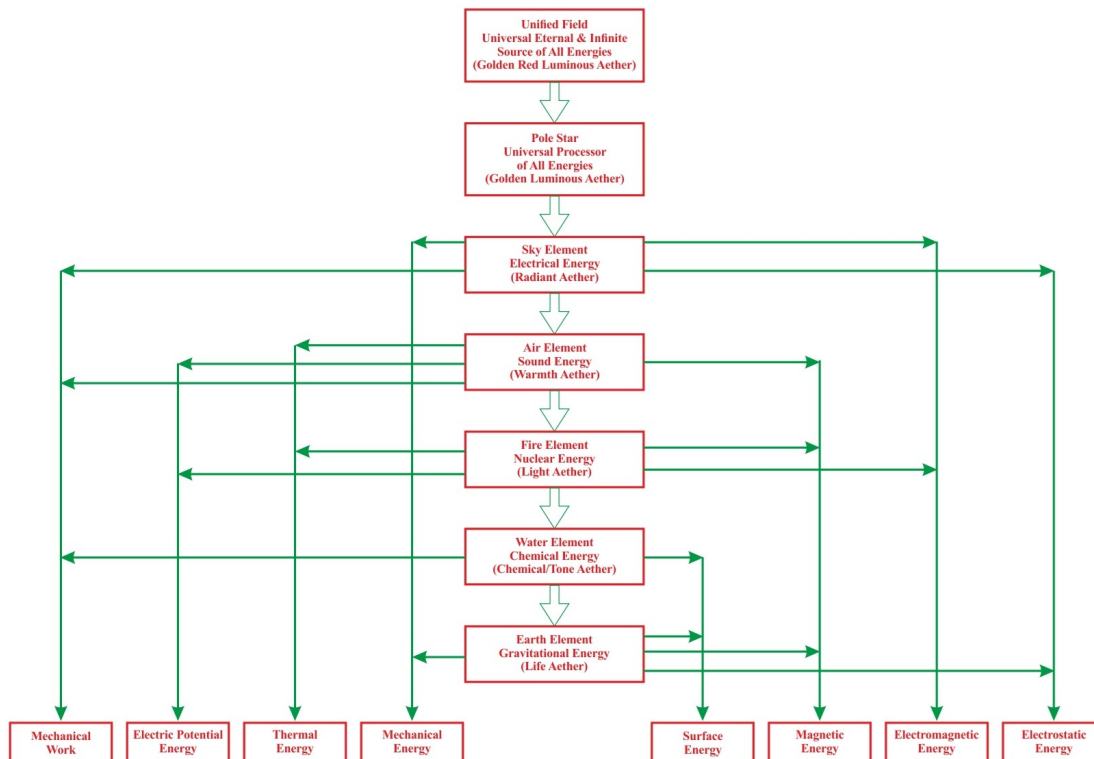 Unified Field
Universal Eternal & Infinite
Source of All Energies
(Golden Red Luminous Aether)
Pole Star
Universal Processor
of All Energies
(Golden Luminous Aether)
Sky Element
Electrical Energy
(Radiant Aether)
Air Element
Sound Energy
(Warmth Aether)
Fire Element
Nuclear Energy
(Light Aether)
Water Element
Chemical Energy
(Chemical/Tone Aether)
Earth Element
Gravitational Energy
(Life Aether)
Mechanical
Work
Electric Potential
Energy
Thermal
Energy
Mechanical
Energy
Surface
Energy
Magnetic
Energy
Electromagnetic
Energy
Electrostatic
Energy